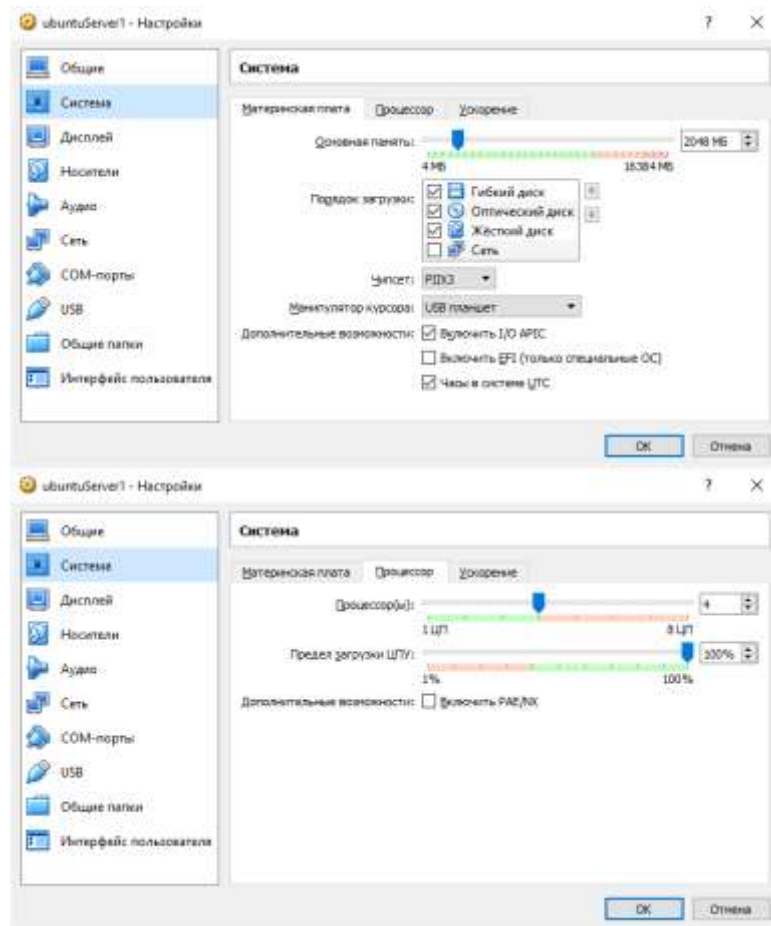 ubuntuServer1 - Настройки
?
Общие
Система
Дисплей
Носители
Аудио
Сеть
COM-порты
USB
Общие папки
Интерфейс пользователя
Система
Материнская плата Процессор Ускорение
Основная память: 2048 МБ
4 МБ 16384 МБ
Порядок загрузки: Гибкий диск
Оптический диск
Жёсткий диск
Сеть
Чипсет: PIIX3
Манипулятор курсора: USB планшет
Дополнительные возможности: Включить I/O APIC
Включить EFI (только специальные ОС)
Часы в системе UTC
OK Отмена
ubuntuServer1 - Настройки
?
Общие
Система
Дисплей
Носители
Аудио
Сеть
COM-порты
USB
Общие папки
Интерфейс пользователя
Система
Материнская плата Процессор Ускорение
Процессор(ы): 4
1 ЦП 8 ЦП
Предел загрузки ЦПУ: 100%
1% 100%
Дополнительные возможности: Включить PAE/NX
OK Отмена